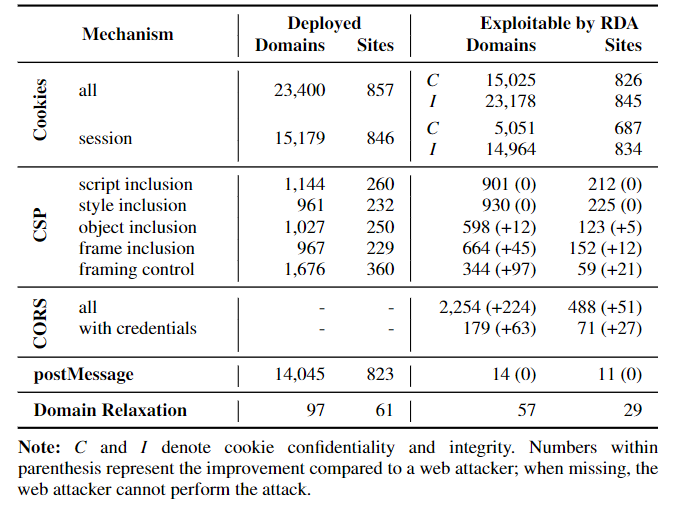 Mechanism Deployed Exploitable by RDA
Domains Sites Domains Sites
Cookies
all 23,400 857 C 15,025 826
I 23,178 845
session 15,179 846 C 5,051 687
I 14,964 834
CSP
script inclusion 1,144 260 901 (0) 212 (0)
style inclusion 961 232 930 (0) 225 (0)
object inclusion 1,027 250 598 (+12) 123 (+5)
frame inclusion 967 229 664 (+45) 152 (+12)
framing control 1,676 360 344 (+97) 59 (+21)
CORS
all - - 2,254 (+224) 488 (+51)
with credentials - - 179 (+63) 71 (+27)
postMessage 14,045 823 14 (0) 11 (0)
Domain Relaxation 97 61 57 29
Note: C and I denote cookie confidentiality and integrity. Numbers within
parenthesis represent the improvement compared to a web attacker; when missing, the
web attacker cannot perform the attack.